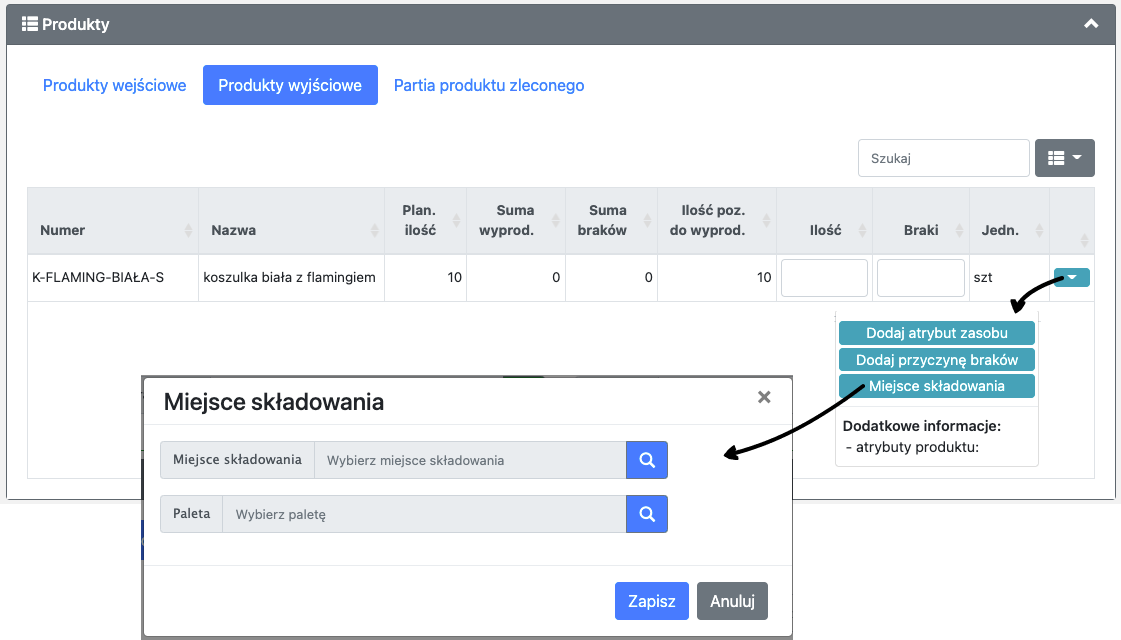 Produkty
Produkty wejściowe Produkty wyjściowe Partia produktu zleconego
Szukaj
Numer Nazwa Plan. ilość Suma wyprod. Suma braków Ilość poz. do wyprod. Ilość Braki Jedn.
K-FLAMING-BIAŁA-S koszulka biała z flamingiem 10 0 0 10 szt
Dodaj atrybut zasobu
Dodaj przyczynę braków
Miejsce składowania
Dodatkowe informacje:
- atrybuty produktu:
Miejsce składowania ×
Miejsce składowania Wybierz miejsce składowania
Paleta Wybierz paletę
Zapisz Anuluj